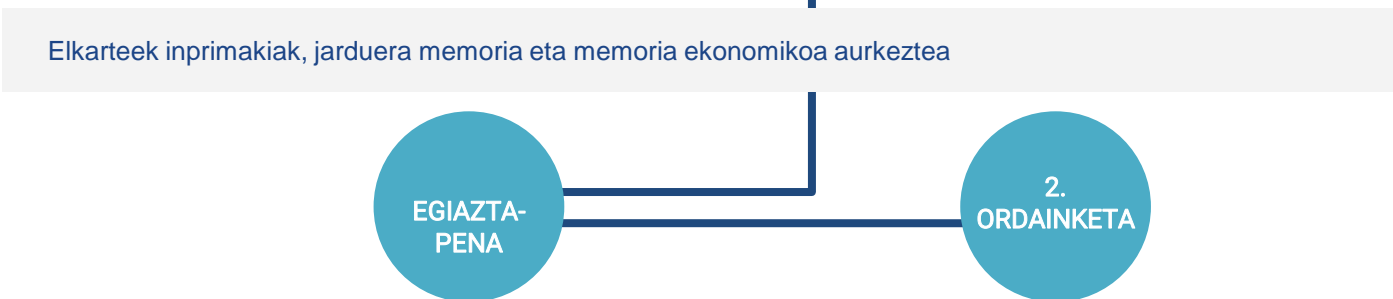 Elkarteek inprimakiak, jarduera memoria eta memoria ekonomikoa aurkeztea
EGIAZTA-
PENA
2.
ORDAINKETA